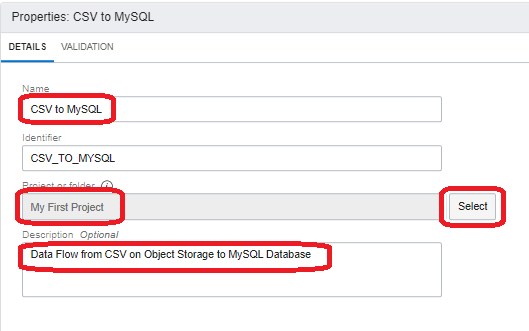 Properties: CSV to MySQL
DETAILS VALIDATION
Name
CSV to MySQL
Identifier
CSV_TO_MYSQL
Project or folder
My First Project Select
Description Optional
Data Flow from CSV on Object Storage to MySQL Database